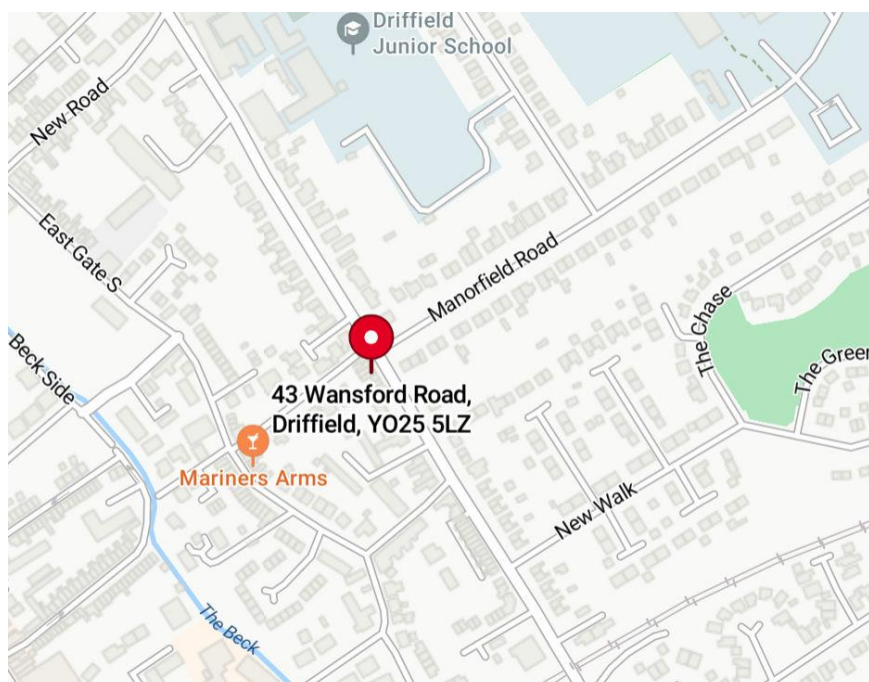 Driffield
Junior School
New Road
East Gate S
Manorfield Road
The Chase
Beck Side
The Green
43 Wansford Road,
Driffield, YO25 5LZ
Mariners Arms
New Walk
The Beck